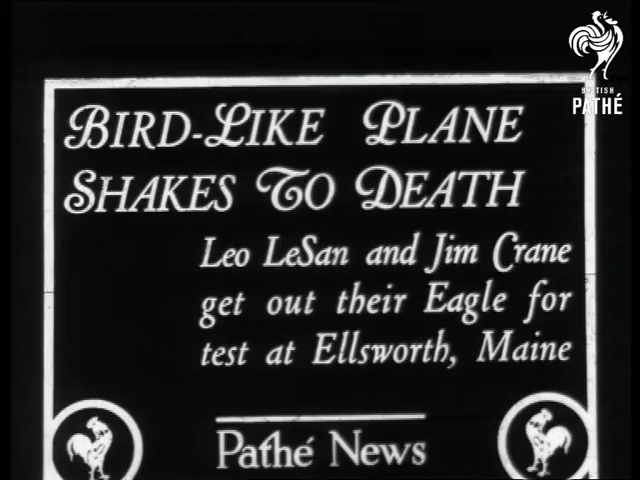 BRITISH
PATHÉ
BIRD-LIKE PLANE
SHAKES TO DEATH
Leo LeSan and Jim Crane
get out their Eagle for
test at Ellsworth, Maine
Pathé News